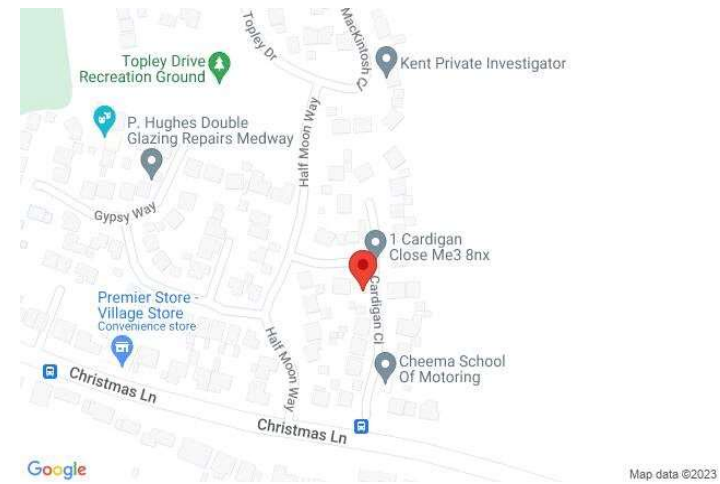 Topley Dr
MacKintosh Cl
Topley Drive
Recreation Ground
Kent Private Investigator
P. Hughes Double
Glazing Repairs Medway
Half Moon Way
Gypsy Way
1 Cardigan
Close Me3 8nx
Cardigan Cl
Premier Store -
Village Store
Convenience store
Half Moon Way
Cheema School
Of Motoring
Christmas Ln
Christmas Ln
Google
Map data ©2023